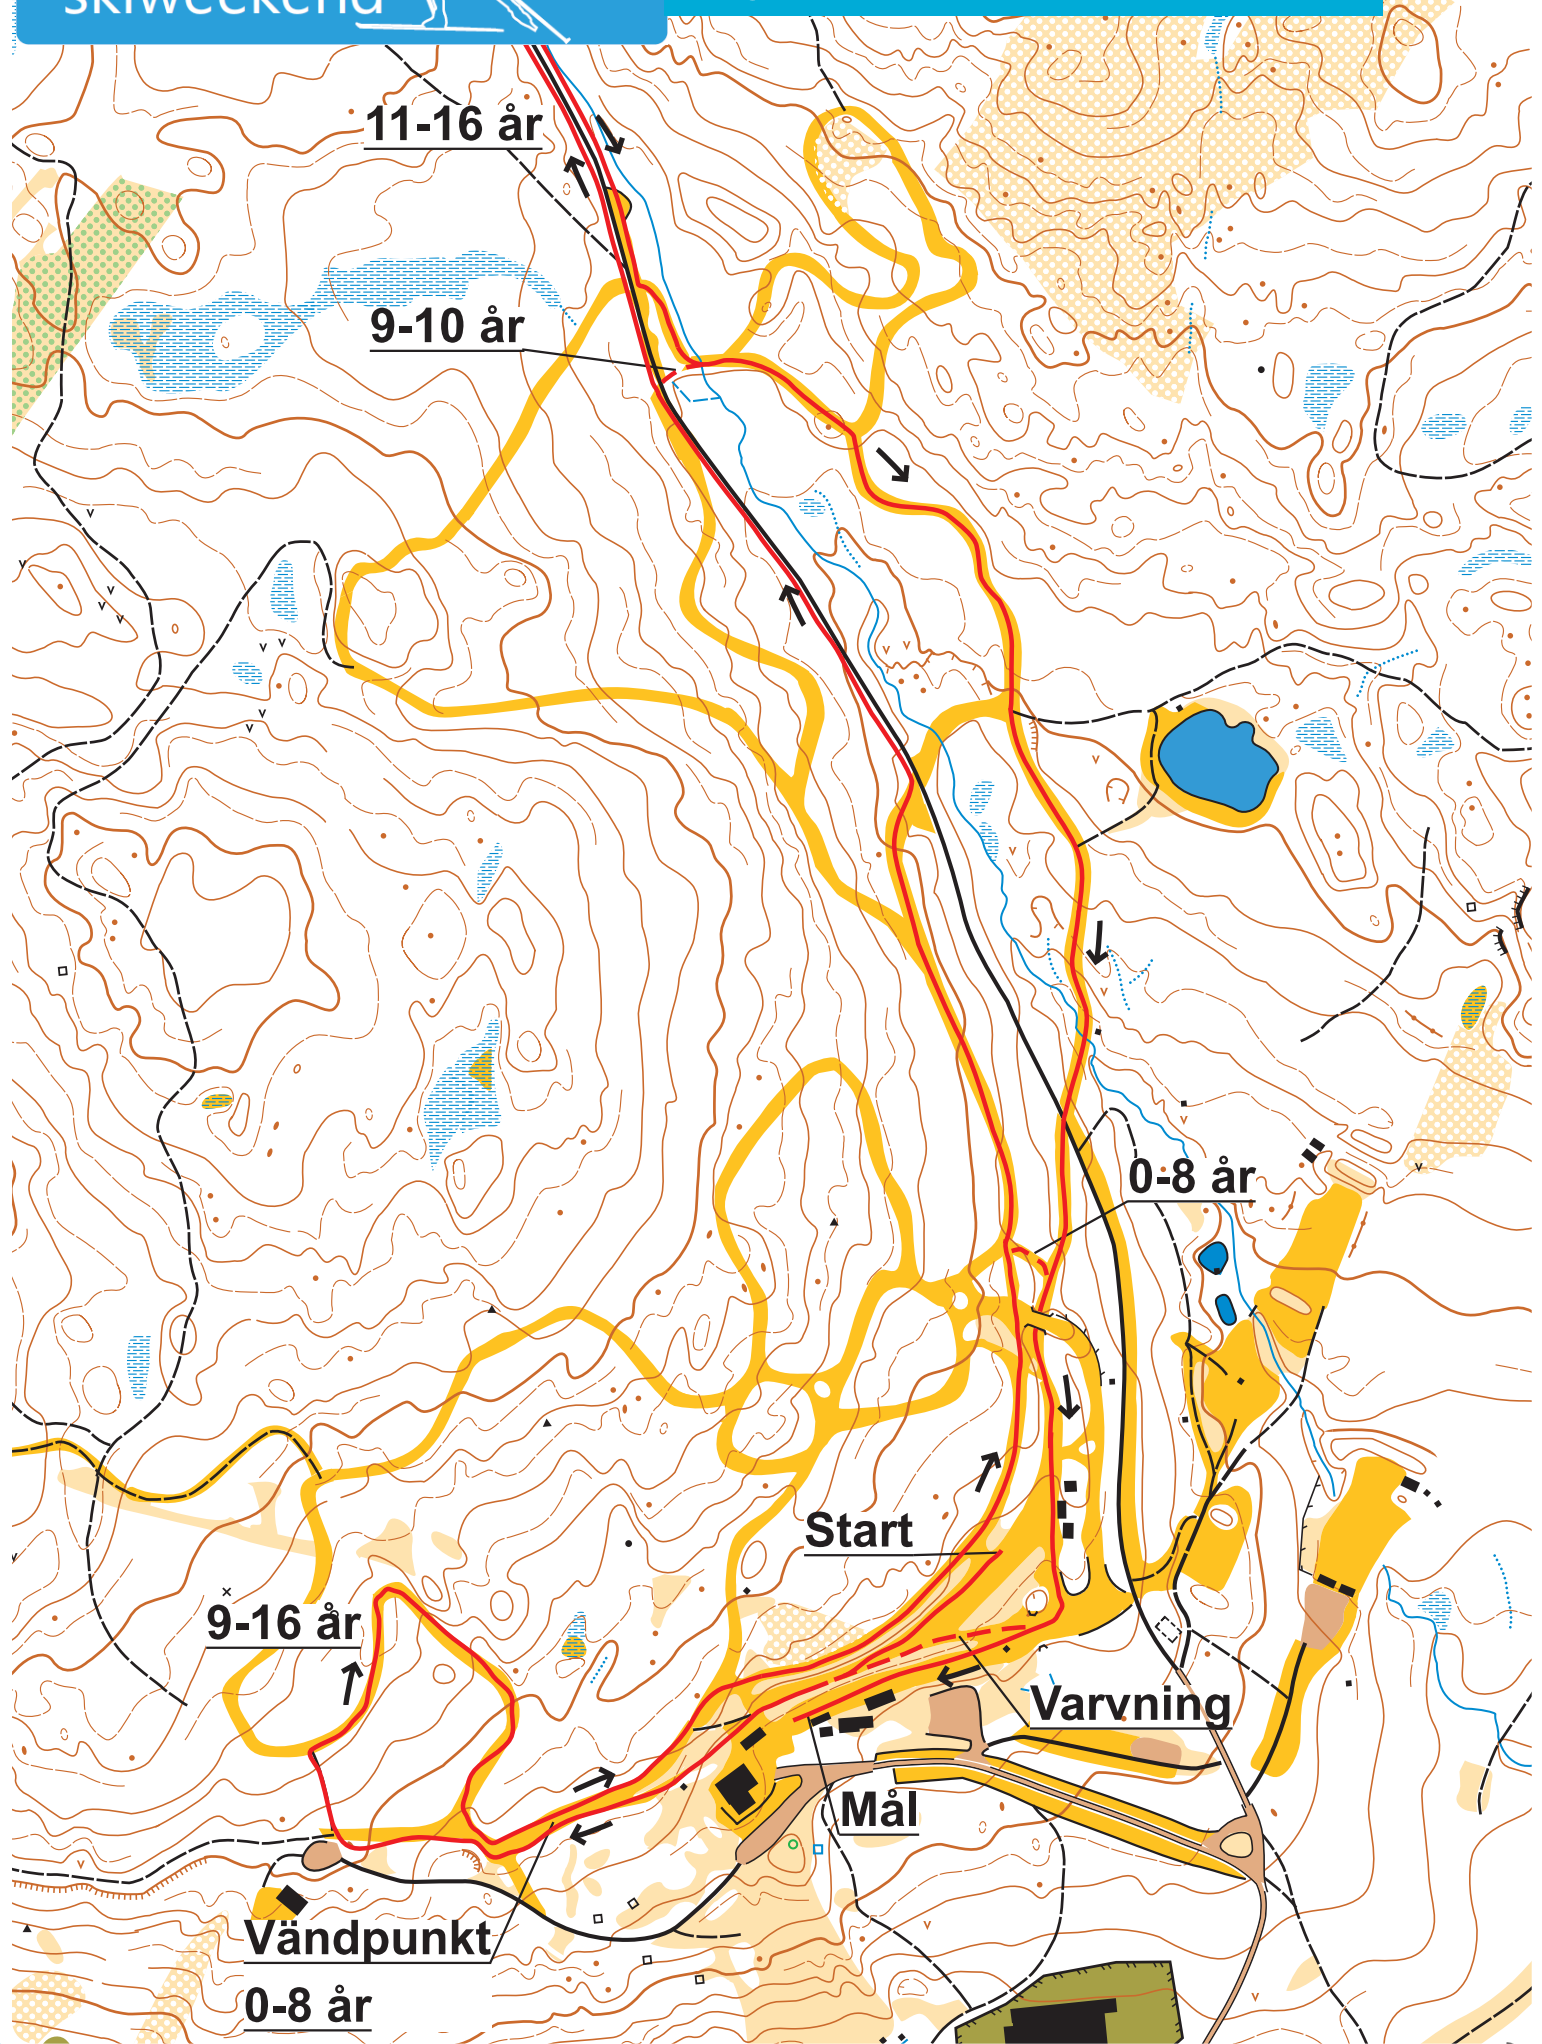 skiweekend
11-16 år
9-10 år
0-8 år
Start
9-16 år
Varvning
Mål
Vändpunkt
0-8 år